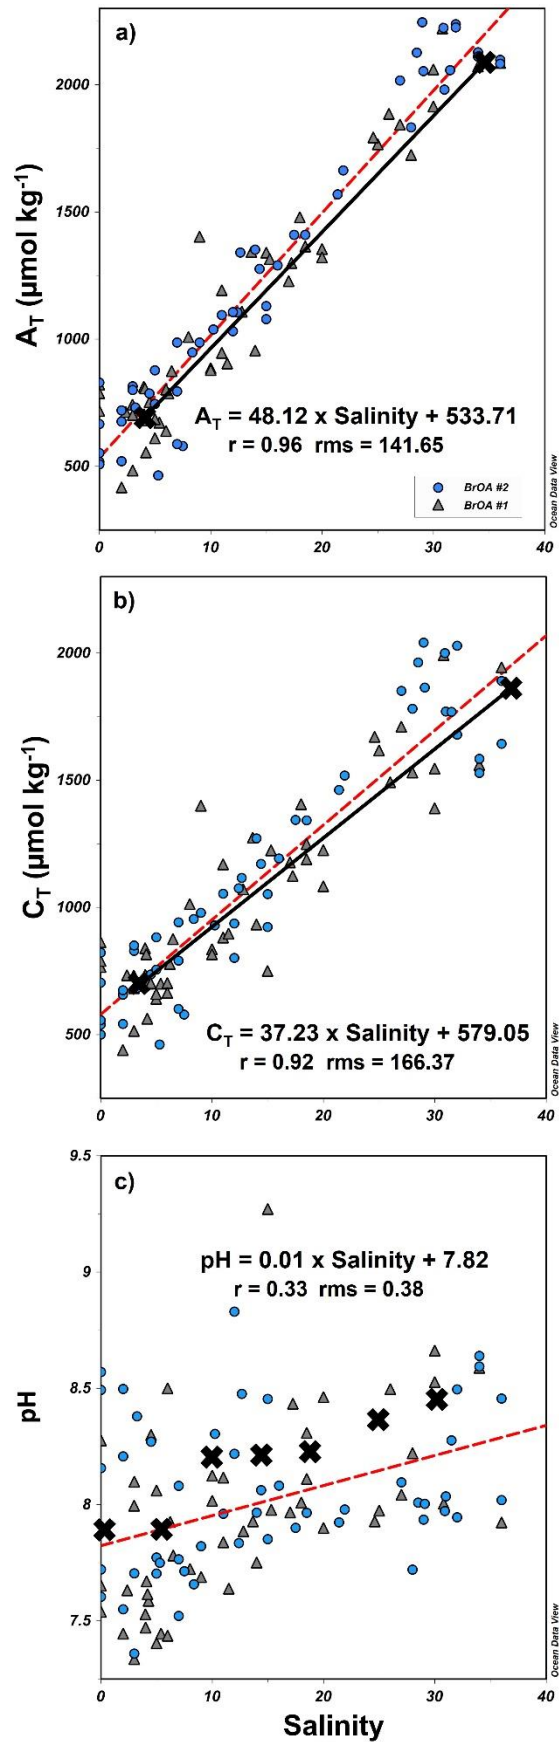 a)
2000
1500
1000
500
A_T (µmol kg⁻¹)
A_T = 48.12 x Salinity + 533.71
r = 0.96 rms = 141.65
BrOA #2
BrOA #1
Ocean Data View
0 10 20 30 40
b)
2000
1500
1000
500
C_T (µmol kg⁻¹)
C_T = 37.23 x Salinity + 579.05
r = 0.92 rms = 166.37
Ocean Data View
0 10 20 30 40
c)
9.5
9
8.5
8
7.5
pH
pH = 0.01 x Salinity + 7.82
r = 0.33 rms = 0.38
Ocean Data View
0 10 20 30 40
Salinity